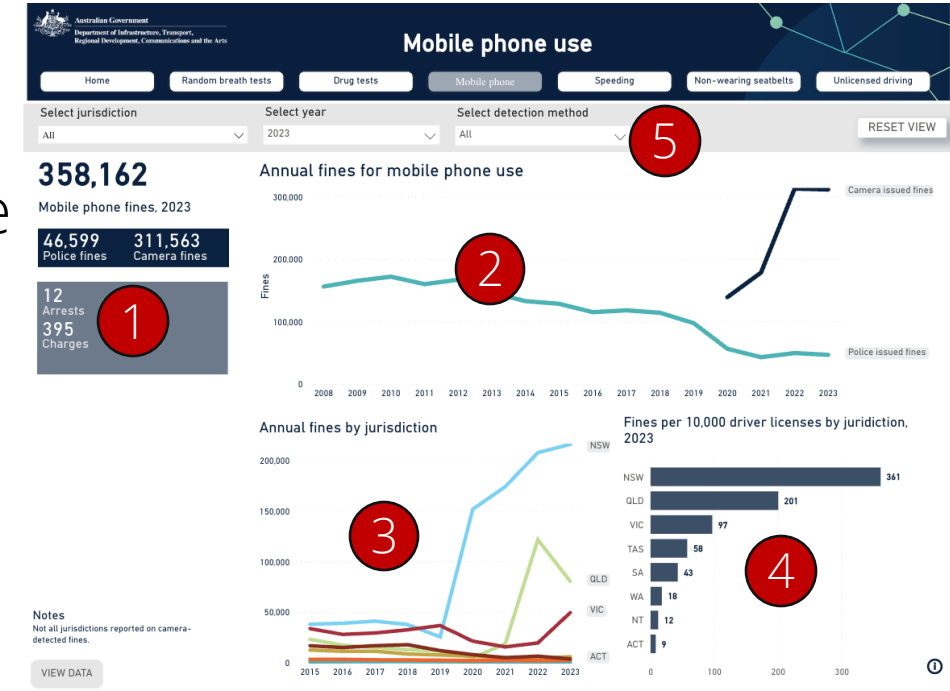 Australian Government
Department of Infrastructure, Transport,
Regional Development, Communications and the Arts
Mobile phone use
Home
Random breath tests
Drug tests
Mobile phone
Speeding
Non-wearing seatbelts
Unlicensed driving
Select jurisdiction
Select year
Select detection method
All
2023
All
5
RESET VIEW
358,162
Mobile phone fines, 2023
e
46,599
Police fines
311,563
Camera fines
12
Arrests
395
Charges
1
Annual fines for mobile phone use
Fines
300,000
200,000
100,000
0
2
Camera issued fines
Police issued fines
2008 2009 2010 2011 2012 2013 2014 2015 2016 2017 2018 2019 2020 2021 2022 2023
Annual fines by jurisdiction
200,000
150,000
100,000
50,000
0
3
NSW
QLD
VIC
ACT
2015 2016 2017 2018 2019 2020 2021 2022 2023
Fines per 10,000 driver licenses by juridiction,
2023
NSW 361
QLD 201
VIC 97
TAS 58
SA 43
WA 18
NT 12
ACT 9
4
0 100 200 300
Notes
Not all jurisdictions reported on camera-
detected fines.
VIEW DATA